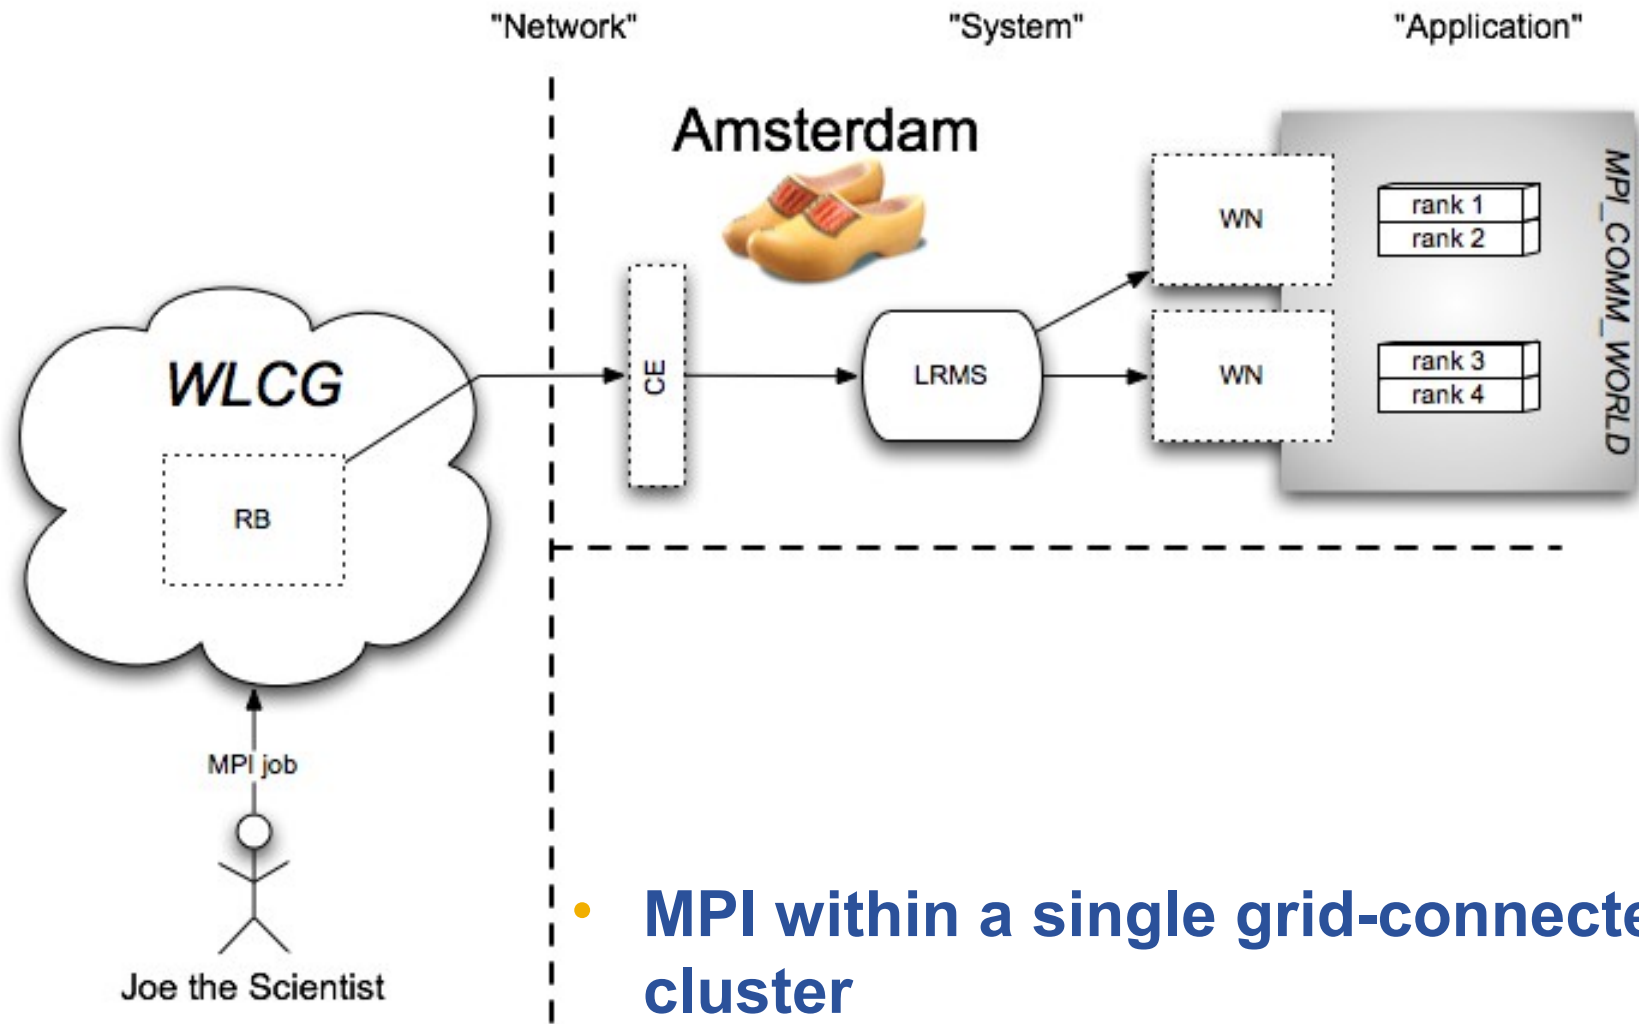 "Network" "System" "Application"
Amsterdam
WN
rank 1
rank 2
MPI_COMM_WORLD
WLCG
CE
LRMS
WN
rank 3
rank 4
RB
MPI job
Joe the Scientist
• MPI within a single grid-connecte
cluster